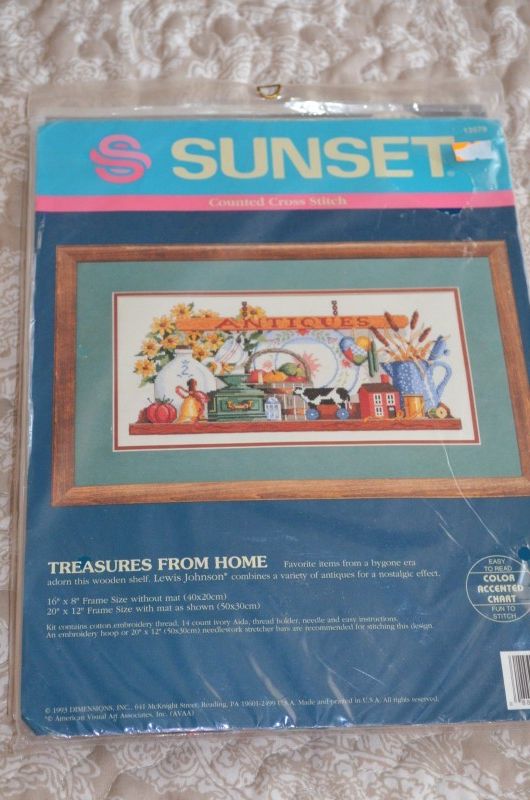 13579
SUNSET
Counted Cross Stitch
ANTIQUES
2
TREASURES FROM HOME Favorite items from a bygone era
adorn this wooden shelf. Lewis Johnson* combines a variety of antiques for a nostalgic effect.
16" x 8" Frame Size without mat (40x20cm)
20" x 12" Frame Size with mat as shown (50x30cm)
Kit contains cotton embroidery thread, 14 count ivory Aida, thread holder, needle and easy instructions.
An embroidery hoop or 20" x 12" (50x30cm) needlework stretcher bars are recommended for stitching this design.
EASY
TO READ
COLOR
ACCENTED
CHART
FUN TO
STITCH
© 1993 DIMENSIONS, INC., 641 McKnight Street, Reading, PA 19601-2499 U.S.A. Made and printed in U.S.A. All rights reserved.
*© American Visual Art Associates, Inc. (AVAA)